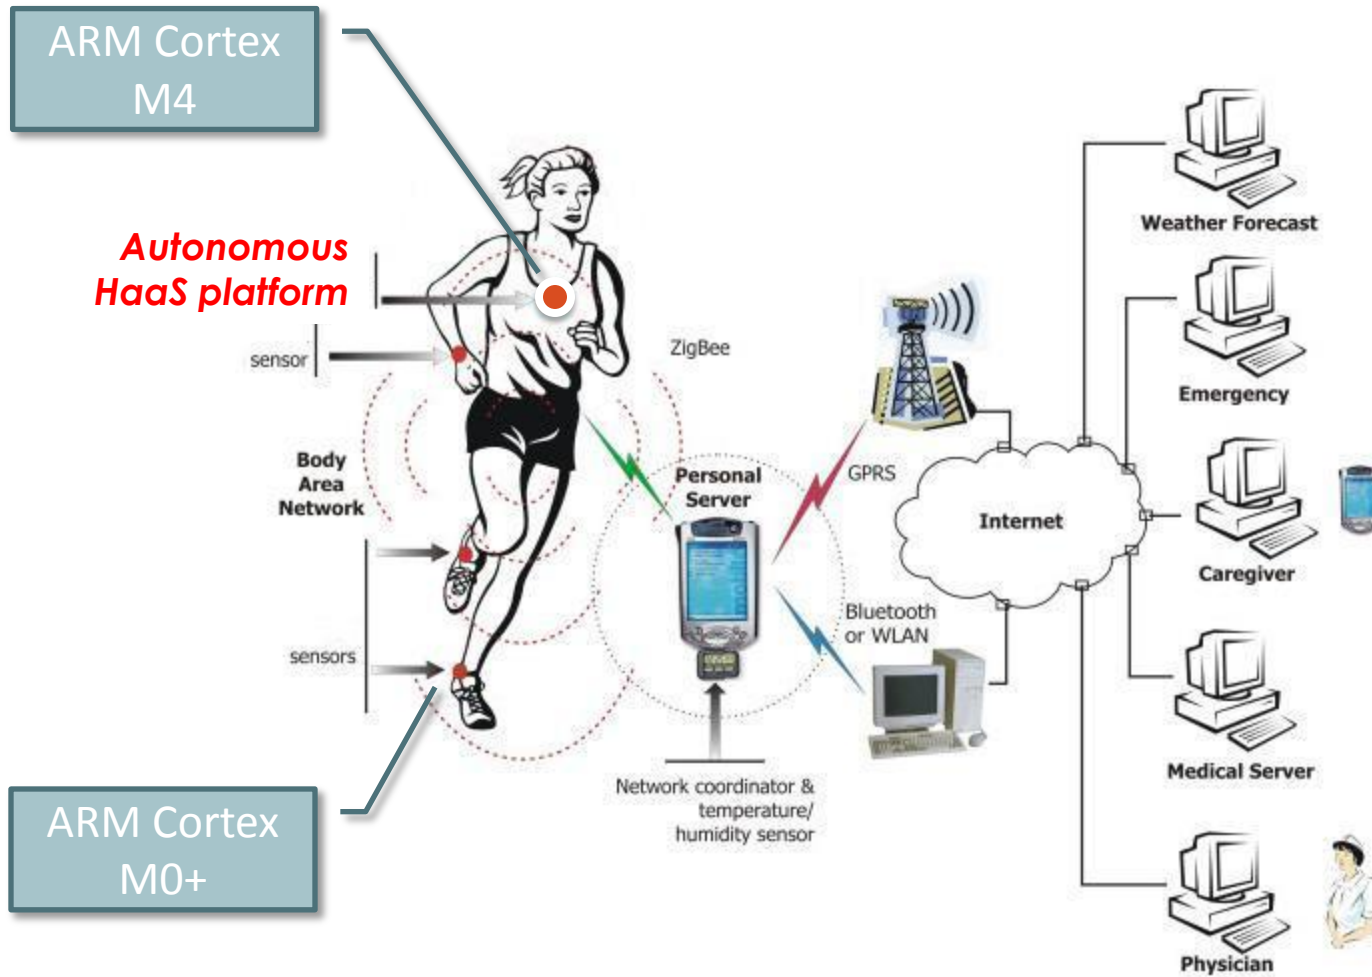 ARM Cortex
M4
Autonomous
HaaS platform
sensor
ZigBee
Body
Area
Network
sensors
Personal
Server
GPRS
Bluetooth
or WLAN
Network coordinator &
temperature/
humidity sensor
Internet
Weather Forecast
Emergency
Caregiver
Medical Server
Physician
ARM Cortex
M0+